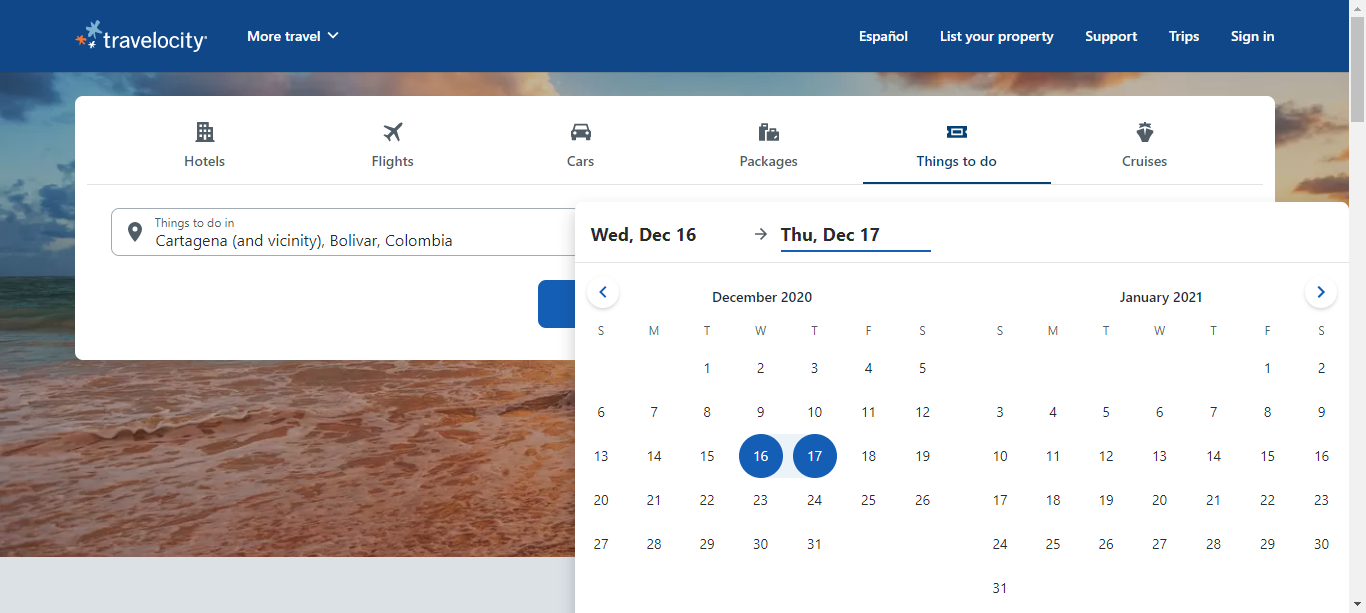 travelocity
More travel
Español
List your property
Support
Trips
Sign in
Hotels
Flights
Cars
Packages
Things to do
Cruises
Things to do in
Cartagena (and vicinity), Bolivar, Colombia
Wed, Dec 16
Thu, Dec 17
December 2020
S M T W T F S
1 2 3 4 5
6 7 8 9 10 11 12
13 14 15 16 17 18 19
20 21 22 23 24 25 26
27 28 29 30 31
January 2021
S M T W T F S
1 2
3 4 5 6 7 8 9
10 11 12 13 14 15 16
17 18 19 20 21 22 23
24 25 26 27 28 29 30
31